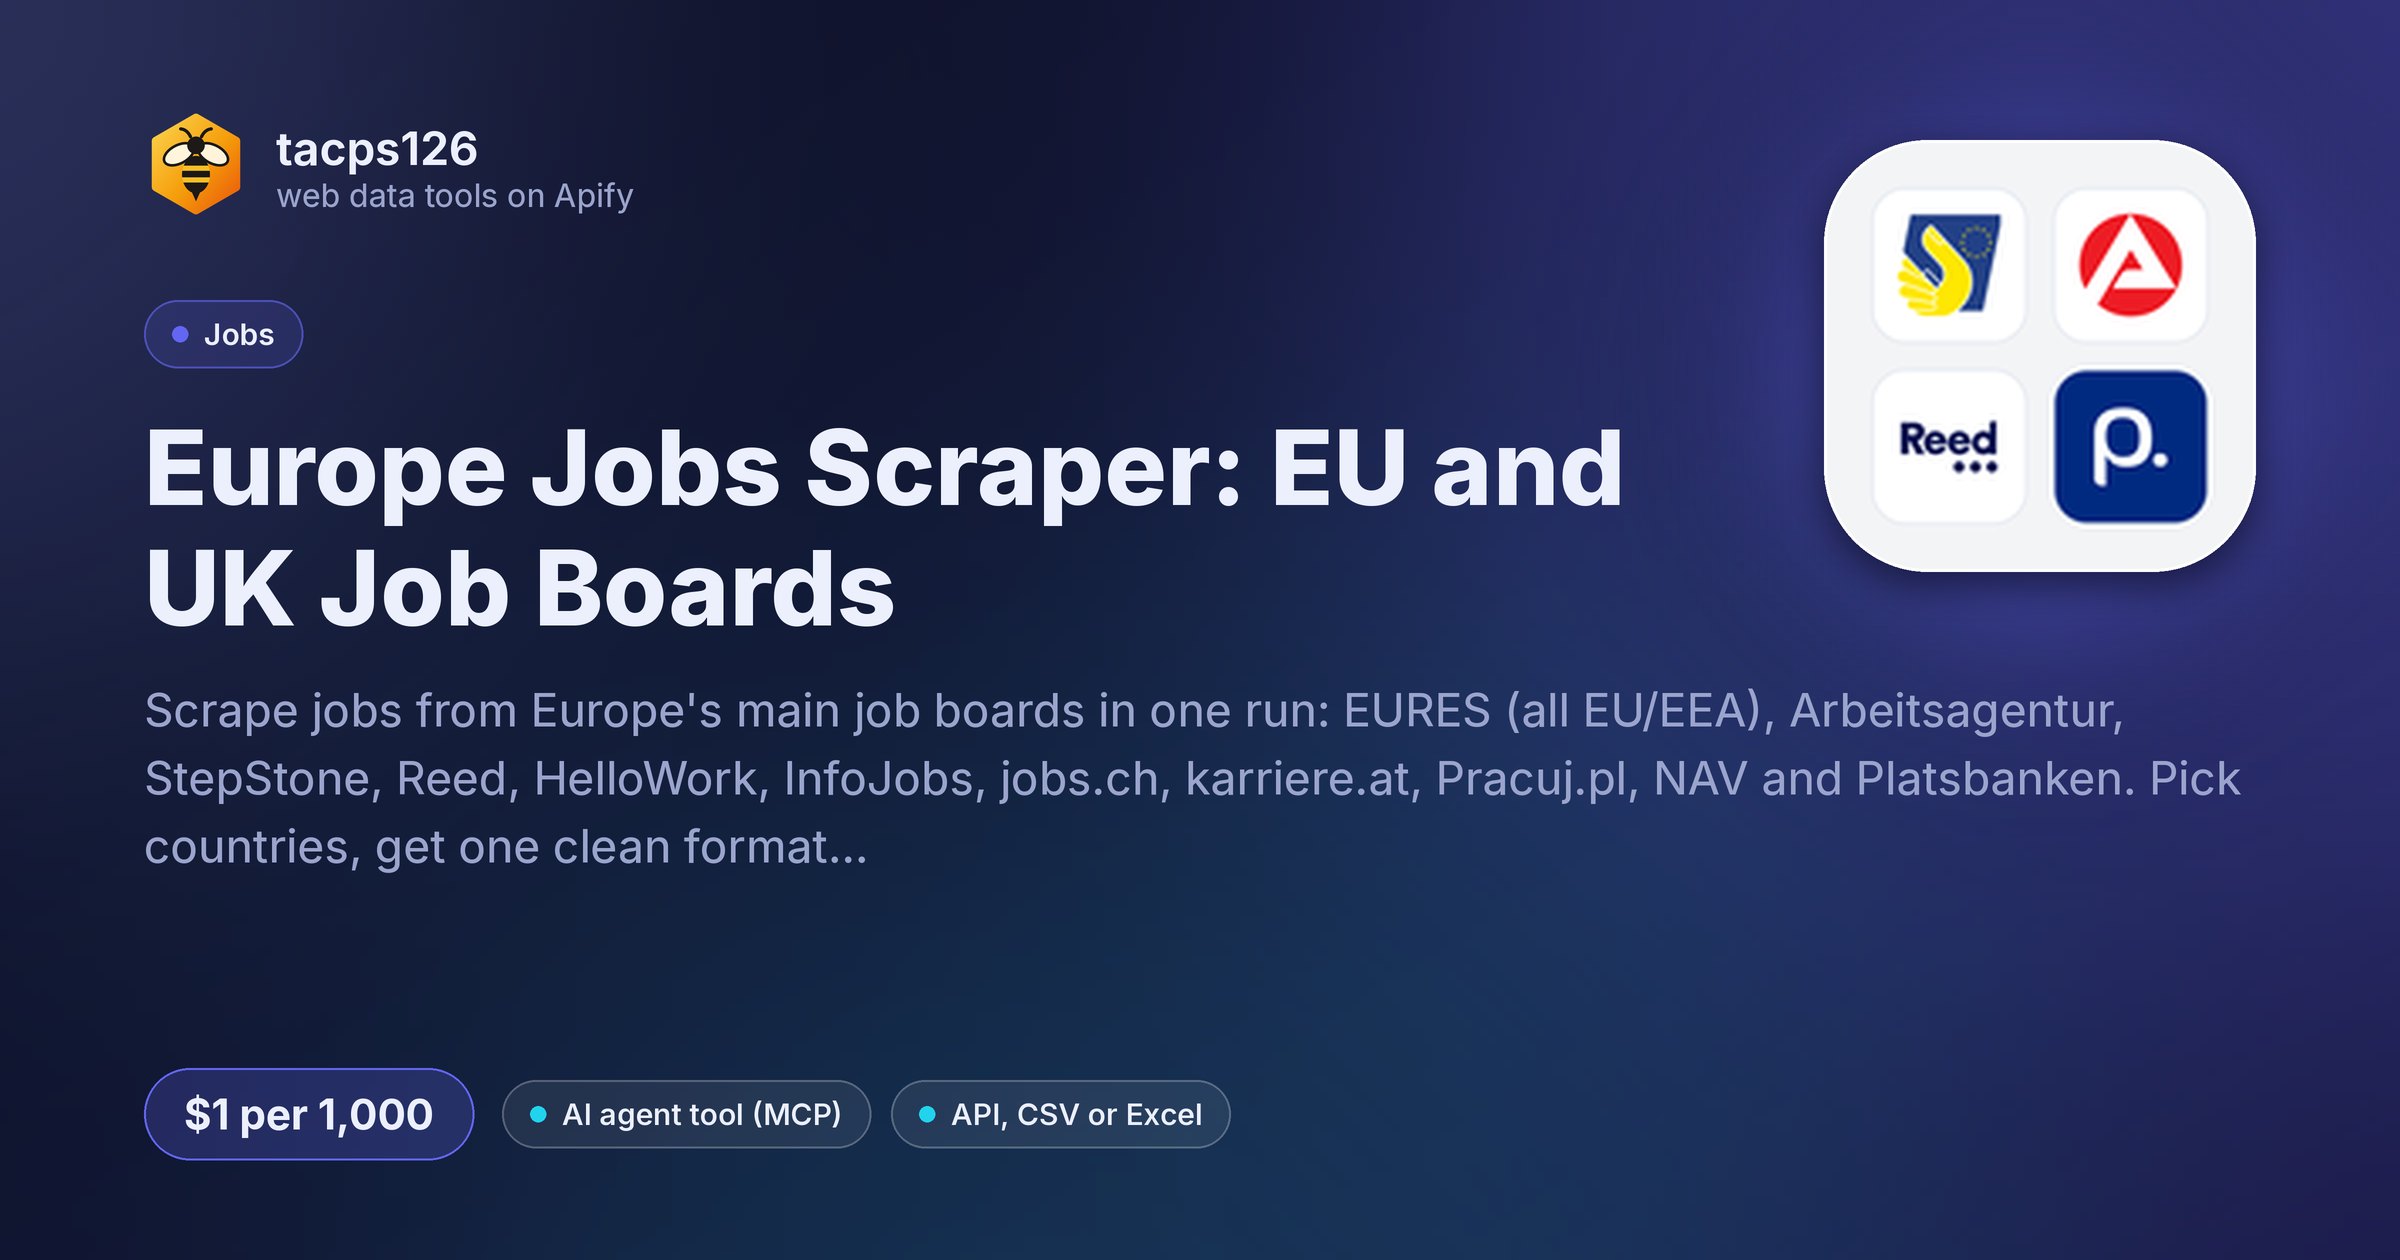 tacps126
web data tools on Apify
Jobs
Europe Jobs Scraper: EU and
UK Job Boards
Reed
p.
Scrape jobs from Europe's main job boards in one run: EURES (all EU/EEA), Arbeitsagentur,
StepStone, Reed, HelloWork, InfoJobs, jobs.ch, karriere.at, Pracuj.pl, NAV and Platsbanken. Pick
countries, get one clean format...
$1 per 1,000
AI agent tool (MCP)
API, CSV or Excel